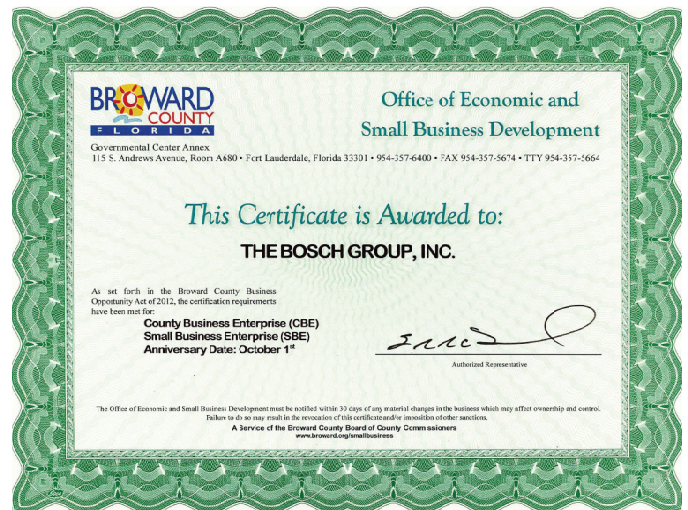 BROWARD
COUNTY
FLORIDA
Office of Economic and
Small Business Development
Governmental Center Annex
115 S. Andrews Avenue, Room A680 • Fort Lauderdale, Florida 33301 • 954-357-6400 • FAX 954-357-5674 • TTY 954-357-5664
This Certificate is Awarded to:
THE BOSCH GROUP, INC.
As set forth in the Broward County Business
Opportunity Act of 2012, the certification requirements
have been met for:
County Business Enterprise (CBE)
Small Business Enterprise (SBE)
Anniversary Date: October 1st
Authorized Representative
The Office of Economic and Small Business Development must be notified within 30 days of any material changes in the business which may affect ownership and control.
Failure to do so may result in the revocation of this certificate and/or imposition of other sanctions.
A Service of the Broward County Board of County Commissioners
www.broward.org/smallbusiness